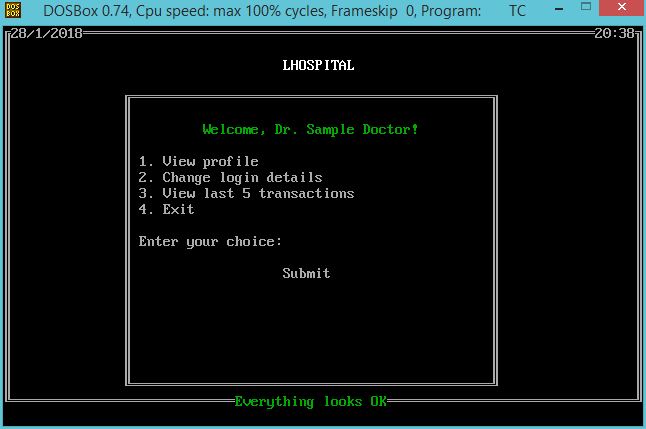 DOS BOX DOSBox 0.74, Cpu speed: max 100% cycles, Frameskip 0, Program: TC
28/1/2018 20:38
LHOSPITAL
Welcome, Dr. Sample Doctor!
1. View profile
2. Change login details
3. View last 5 transactions
4. Exit
Enter your choice:
Submit
Everything looks OK